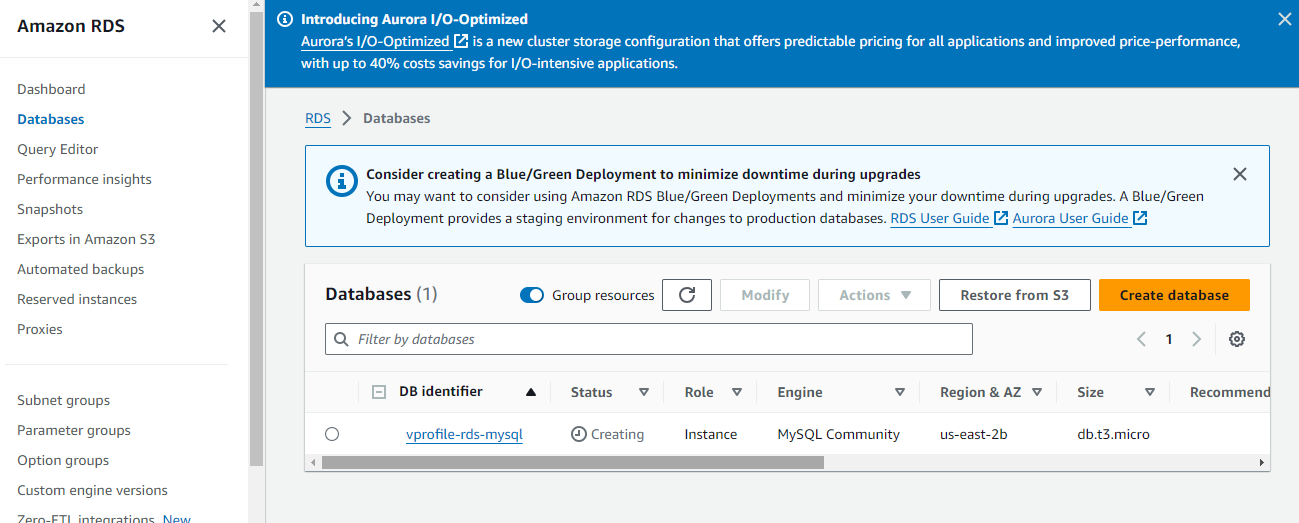 Amazon RDS
Dashboard
Databases
Query Editor
Performance insights
Snapshots
Exports in Amazon S3
Automated backups
Reserved instances
Proxies
Subnet groups
Parameter groups
Option groups
Custom engine versions
Zero-ETL integrations New
Introducing Aurora I/O-Optimized
Aurora's I/O-Optimized is a new cluster storage configuration that offers predictable pricing for all applications and improved price-performance,
with up to 40% costs savings for I/O-intensive applications.
RDS > Databases
Consider creating a Blue/Green Deployment to minimize downtime during upgrades
You may want to consider using Amazon RDS Blue/Green Deployments and minimize your downtime during upgrades. A Blue/Green
Deployment provides a staging environment for changes to production databases. RDS User Guide Aurora User Guide
Databases (1) Group resources Modify Actions Restore from S3 Create database
Filter by databases 1
DB identifier Status Role Engine Region & AZ Size Recommend
vprofile-rds-mysql Creating Instance MySQL Community us-east-2b db.t3.micro